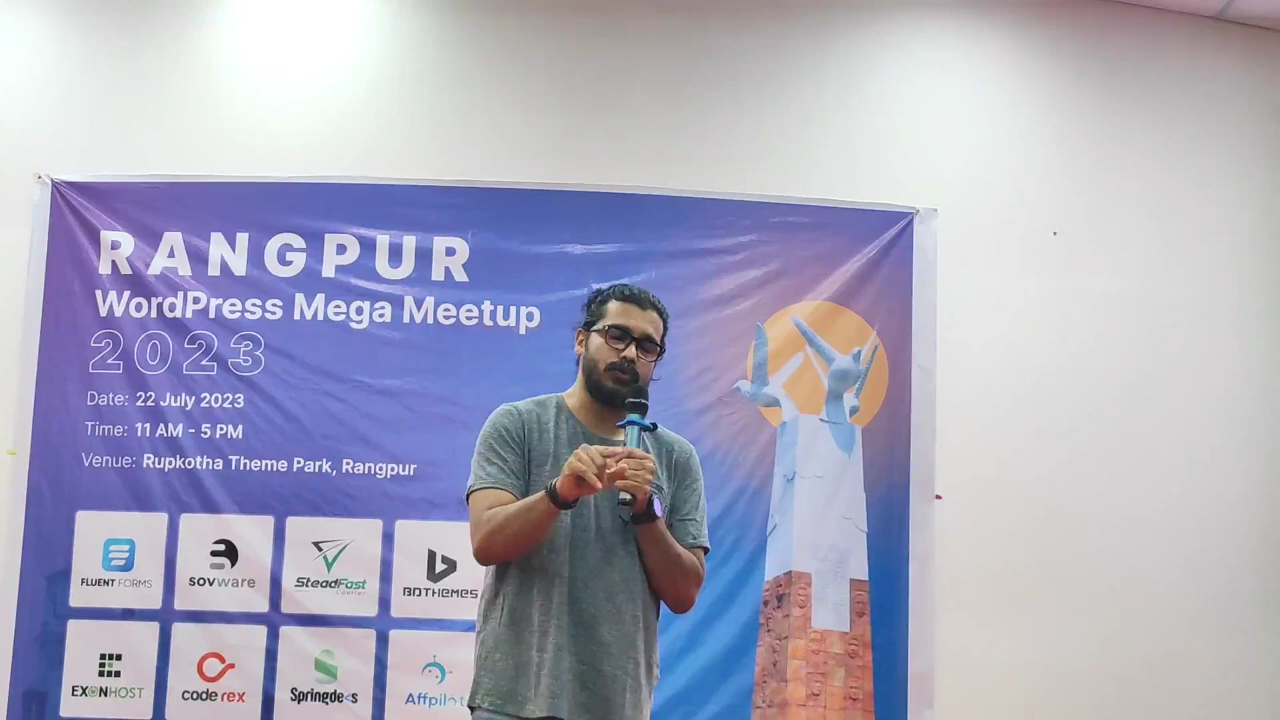 RANGPUR
WordPress Mega Meetup
2023
Date: 22 July 2023
Time: 11 AM - 5 PM
Venue: Rupkotha Theme Park, Rangpur
FLUENT FORMS
SOVWARE
SteadFast
Courier
BDTHEMES
EXONHOST
code rex
Springdevs
Affpilot